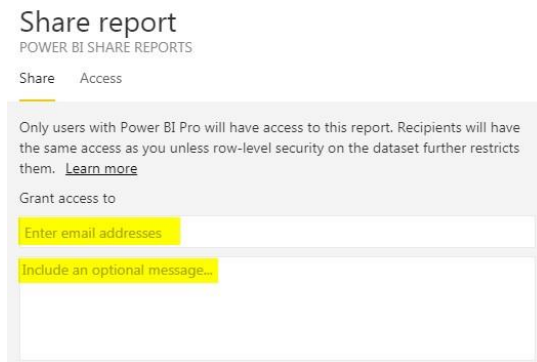 Share report
POWER BI SHARE REPORTS
Share Access
Only users with Power BI Pro will have access to this report. Recipients will have
the same access as you unless row-level security on the dataset further restricts
them. Learn more
Grant access to
Enter email addresses
Include an optional message...